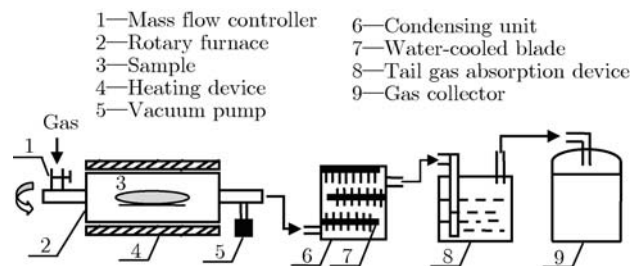 1—Mass flow controller
2—Rotary furnace
3—Sample
4—Heating device
5—Vacuum pump
6—Condensing unit
7—Water-cooled blade
8—Tail gas absorption device
9—Gas collector
Gas
1
3
2
4
5
6
7
8
9